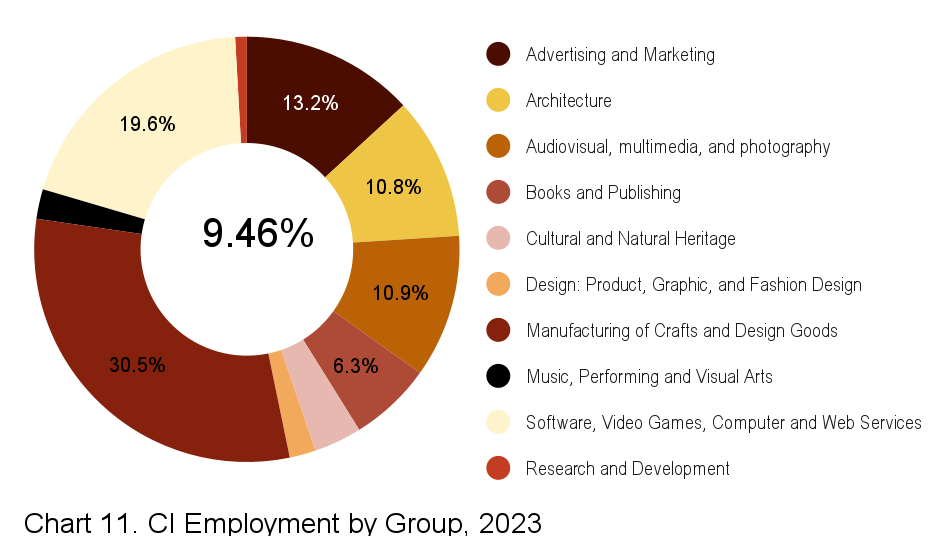 13.2%
19.6%
10.8%
9.46%
10.9%
30.5%
6.3%
Advertising and Marketing
Architecture
Audiovisual, multimedia, and photography
Books and Publishing
Cultural and Natural Heritage
Design: Product, Graphic, and Fashion Design
Manufacturing of Crafts and Design Goods
Music, Performing and Visual Arts
Software, Video Games, Computer and Web Services
Research and Development
Chart 11. CI Employment by Group, 2023